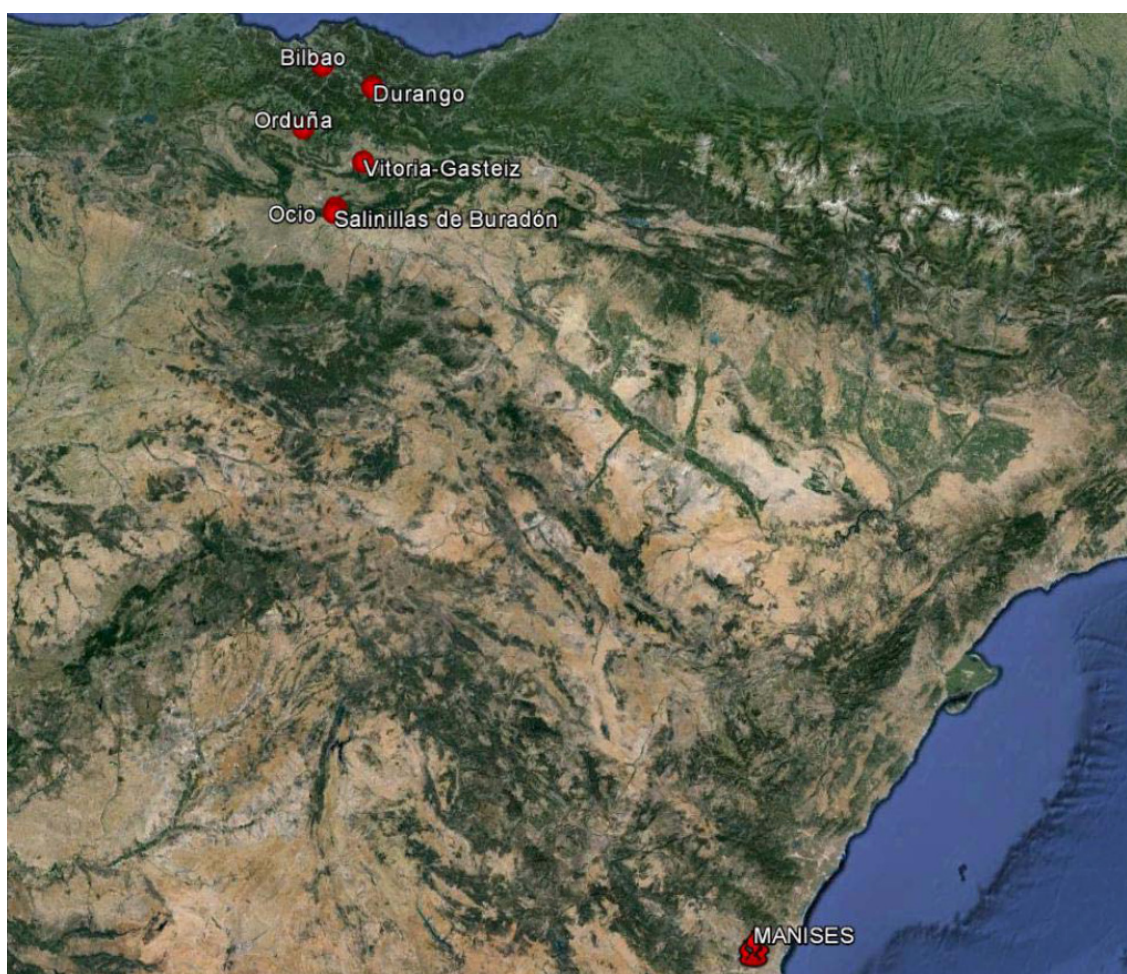 Bilbao
Durango
Orduña
Vitoria-Gasteiz
Ocio
Salinillas de Buradón
MANISES